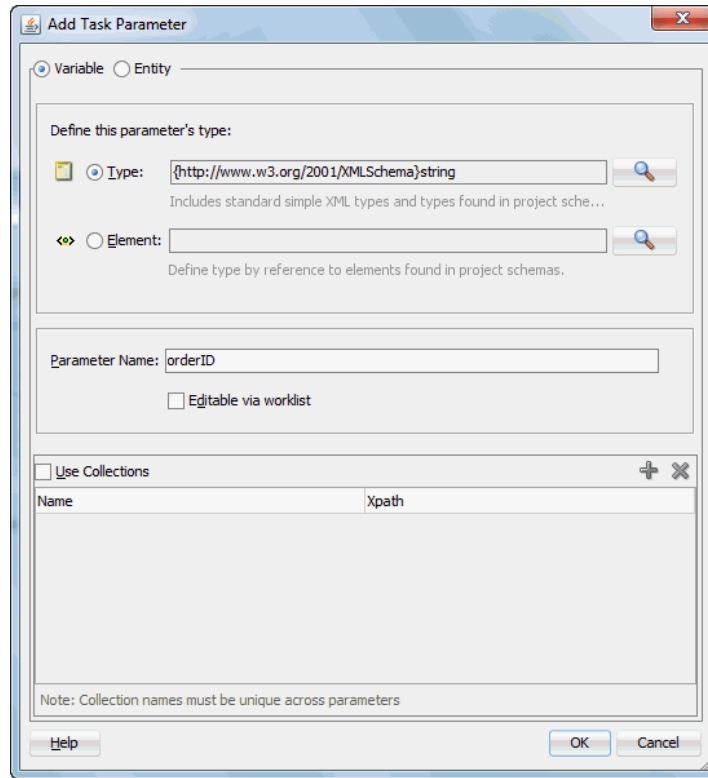 Add Task Parameter
Variable Entity
Define this parameter's type:
Type: {http://www.w3.org/2001/XMLSchema}string
Includes standard simple XML types and types found in project sche...
Element:
Define type by reference to elements found in project schemas.
Parameter Name: orderID
Editable via worklist
Use Collections
Name Xpath
Note: Collection names must be unique across parameters
Help OK Cancel